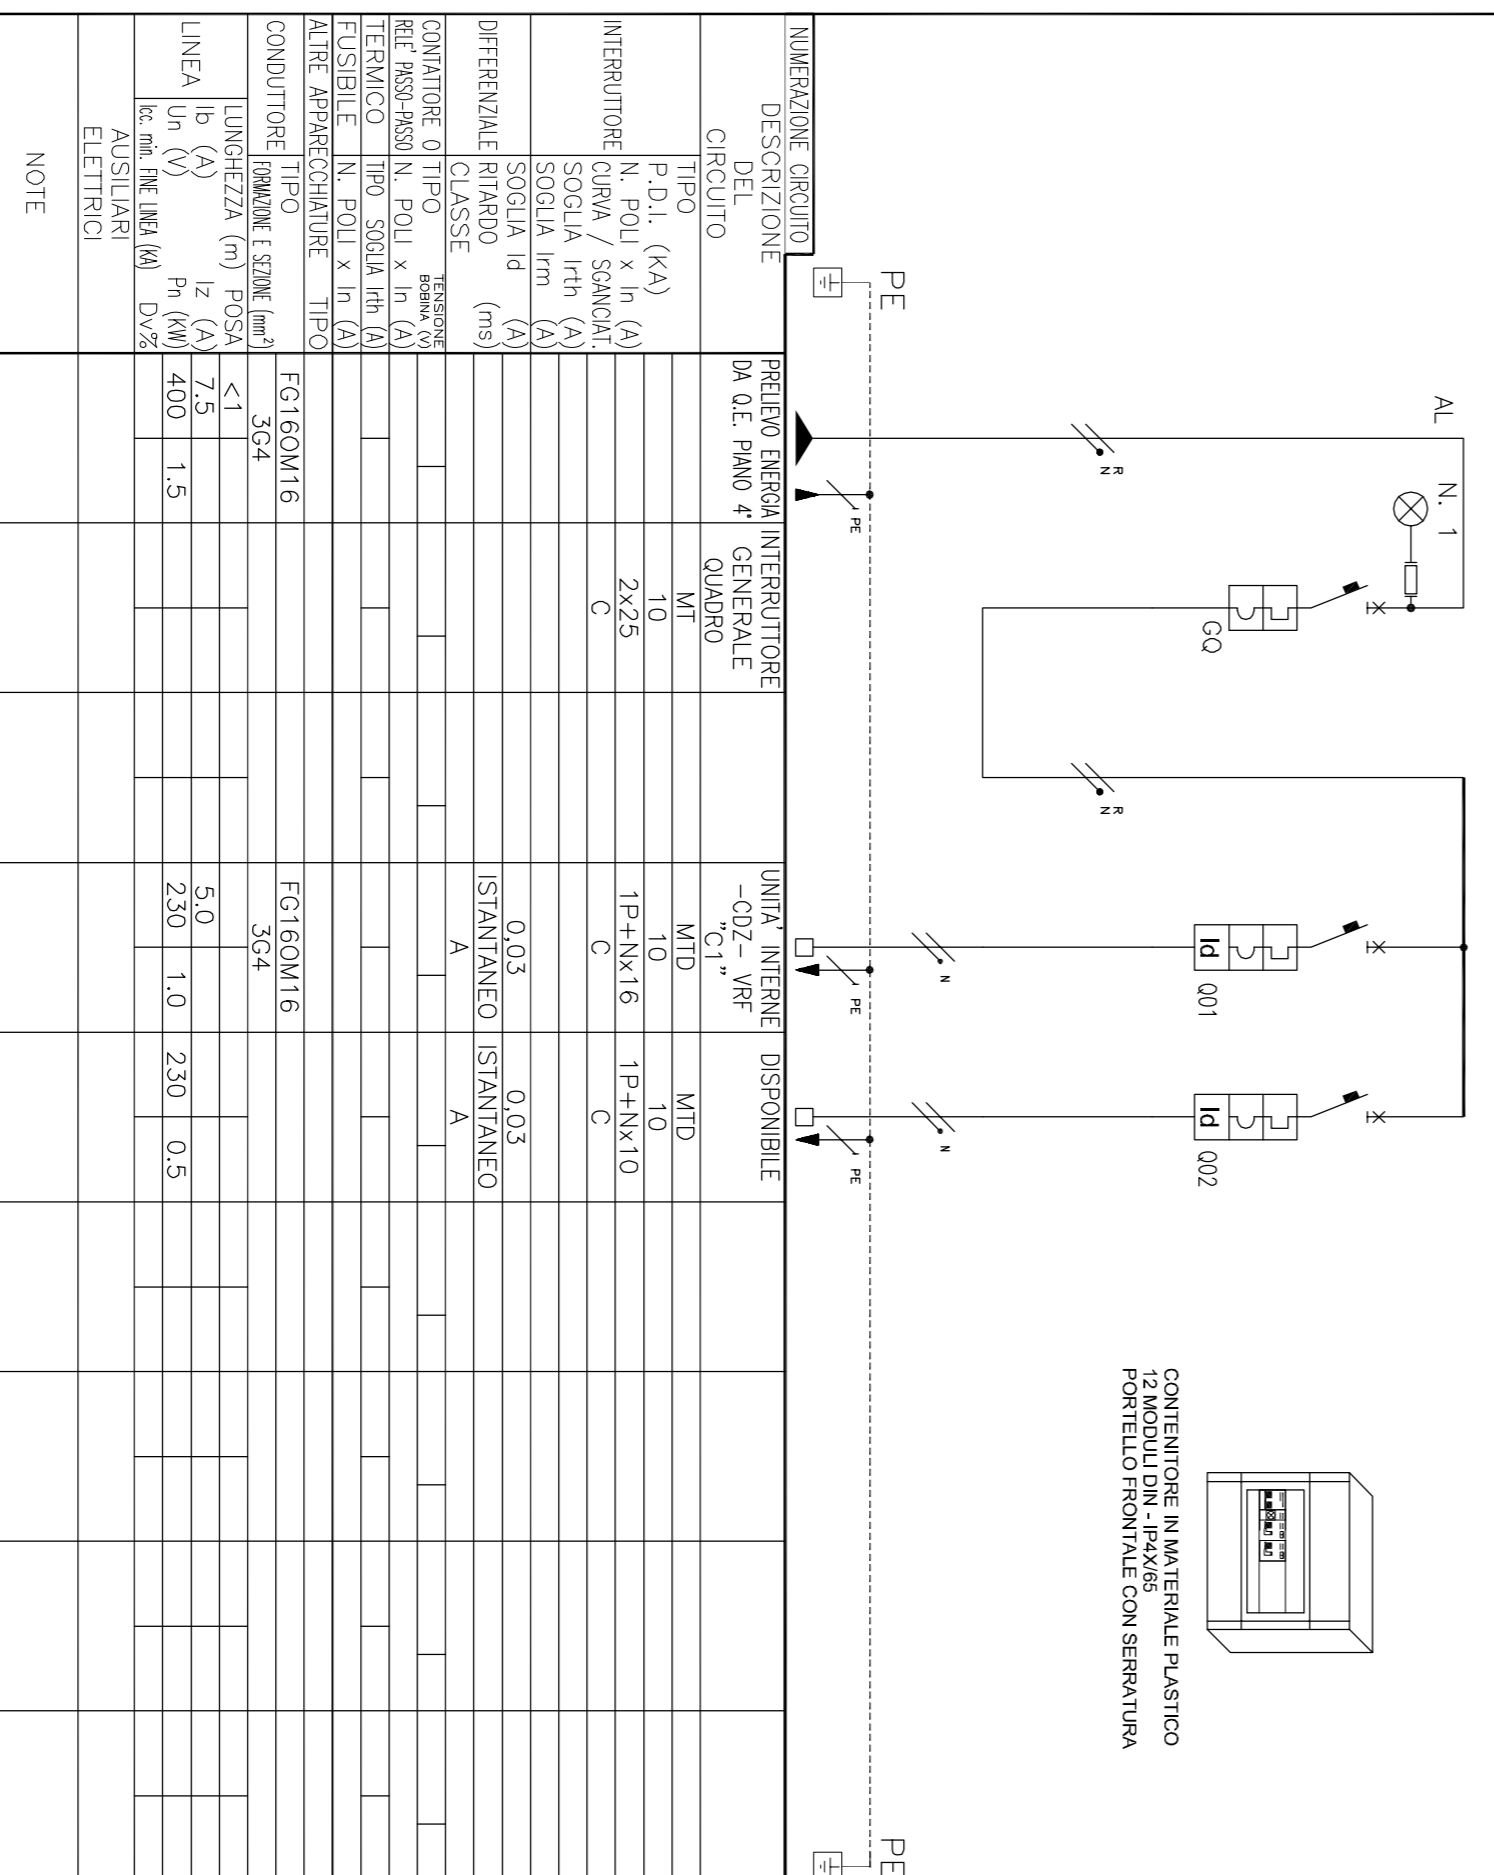 AL
N. 1
GQ
Q01
Q02
Id
Id
R
N
R
N
N
N
PE
PE
PE
PE
PE
CONTENITORE IN MATERIALE PLASTICO
12 MODULI DIN - IP4X/65
PORTELLO FRONTALE CON SERRATURA
NUMERAZIONE CIRCUITO
DESCRIZIONE
DEL
CIRCUITO
PRELIEVO ENERGIA
DA Q.E. PIANO 4°
INTERRUTTORE
GENERALE
QUADRO
UNITA' INTERNE
-CDZ- VRF
"C1"
DISPONIBILE
INTERRUTTORE
TIPO MT MTD MTD
P.D.I. (KA) 10 10 10
N. POLI x In (A) 2x25 1P+Nx16 1P+Nx10
CURVA / SGANCIAT. C C C
SOGLIA Irth (A)
SOGLIA Irm (A)
DIFFERENZIALE
SOGLIA Id (A) 0,03 0,03
RITARDO (ms) ISTANTANEO ISTANTANEO
CLASSE A A
CONTATTORE O
RELE' PASSO-PASSO
TIPO TENSIONE
BOBINA (V)
N. POLI x In (A)
TERMICO TIPO SOGLIA Irth (A)
FUSIBILE N. POLI x In (A)
ALTRE APPARECCHIATURE TIPO
CONDUTTORE
TIPO FG16OM16 FG16OM16
FORMAZIONE E SEZIONE (mm²) 3G4 3G4
LINEA
LUNGHEZZA (m) POSA <1
Ib (A) Iz (A) 7.5 5.0
Un (V) Pn (KW) 400 1.5 230 1.0 230 0.5
Icc. min. FINE LINEA (KA) Dv%
AUSILIARI
ELETTRICI
NOTE